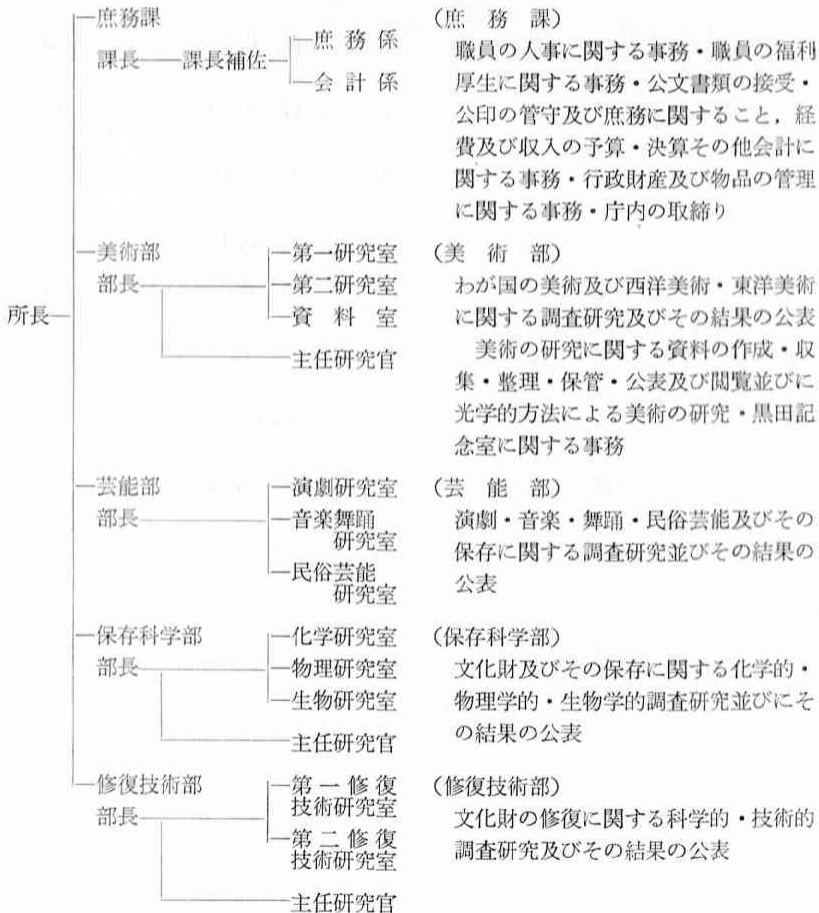 所長
庶務課
課長 課長補佐
庶務係
会計係
(庶務課)
職員の人事に関する事務・職員の福利
厚生に関する事務・公文書類の接受・
公印の管守及び庶務に関すること，経
費及び収入の予算・決算その他会計に
関する事務・行政財産及び物品の管理
に関する事務・庁内の取締り
美術部
部長
第一研究室
第二研究室
資料室
主任研究官
(美術部)
わが国の美術及び西洋美術・東洋美術
に関する調査研究及びその結果の公表
美術の研究に関する資料の作成・収
集・整理・保管・公表及び閲覧並びに
光学的方法による美術の研究・黒田記
念室に関する事務
芸能部
部長
演劇研究室
音楽舞踊
研究室
民俗芸能
研究室
(芸能部)
演劇・音楽・舞踊・民俗芸能及びその
保存に関する調査研究並びその結果の
公表
保存科学部
部長
化学研究室
物理研究室
生物研究室
主任研究官
(保存科学部)
文化財及びその保存に関する化学的・
物理学的・生物学的調査研究並びにそ
の結果の公表
修復技術部
部長
第一修復
技術研究室
第二修復
技術研究室
主任研究官
(修復技術部)
文化財の修復に関する科学的・技術的
調査研究及びその結果の公表